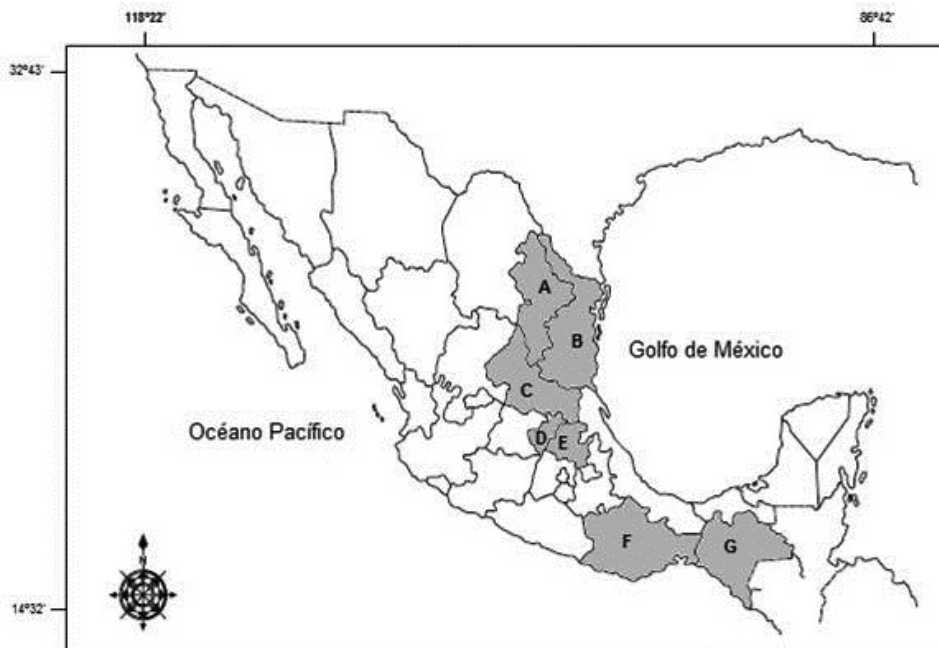 118°22'
86°42'
32°43'
A
B
Golfo de México
C
Océano Pacífico
D
E
F
G
N
14°32'